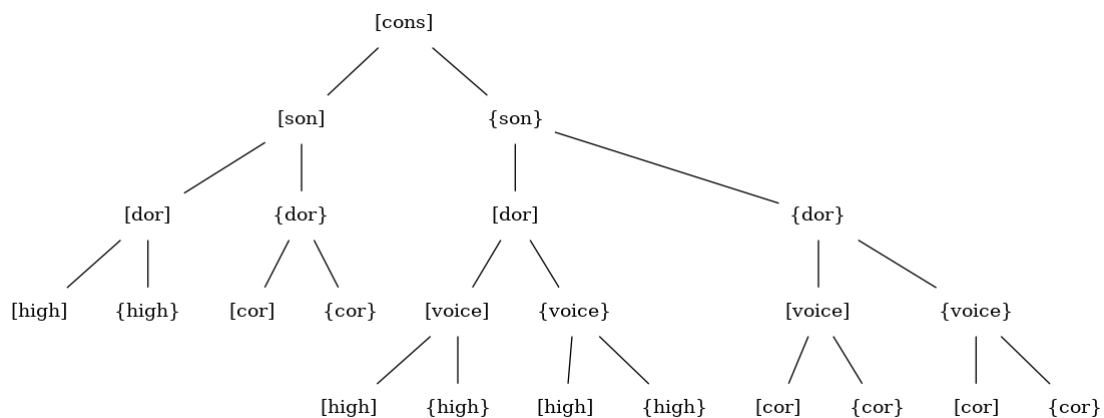 [cons]
[son] {son}
[dor] {dor} [dor] {dor}
[high] {high} [cor] {cor} [voice] {voice} [voice] {voice}
[high] {high} [high] {high} [cor] {cor} [cor] {cor}